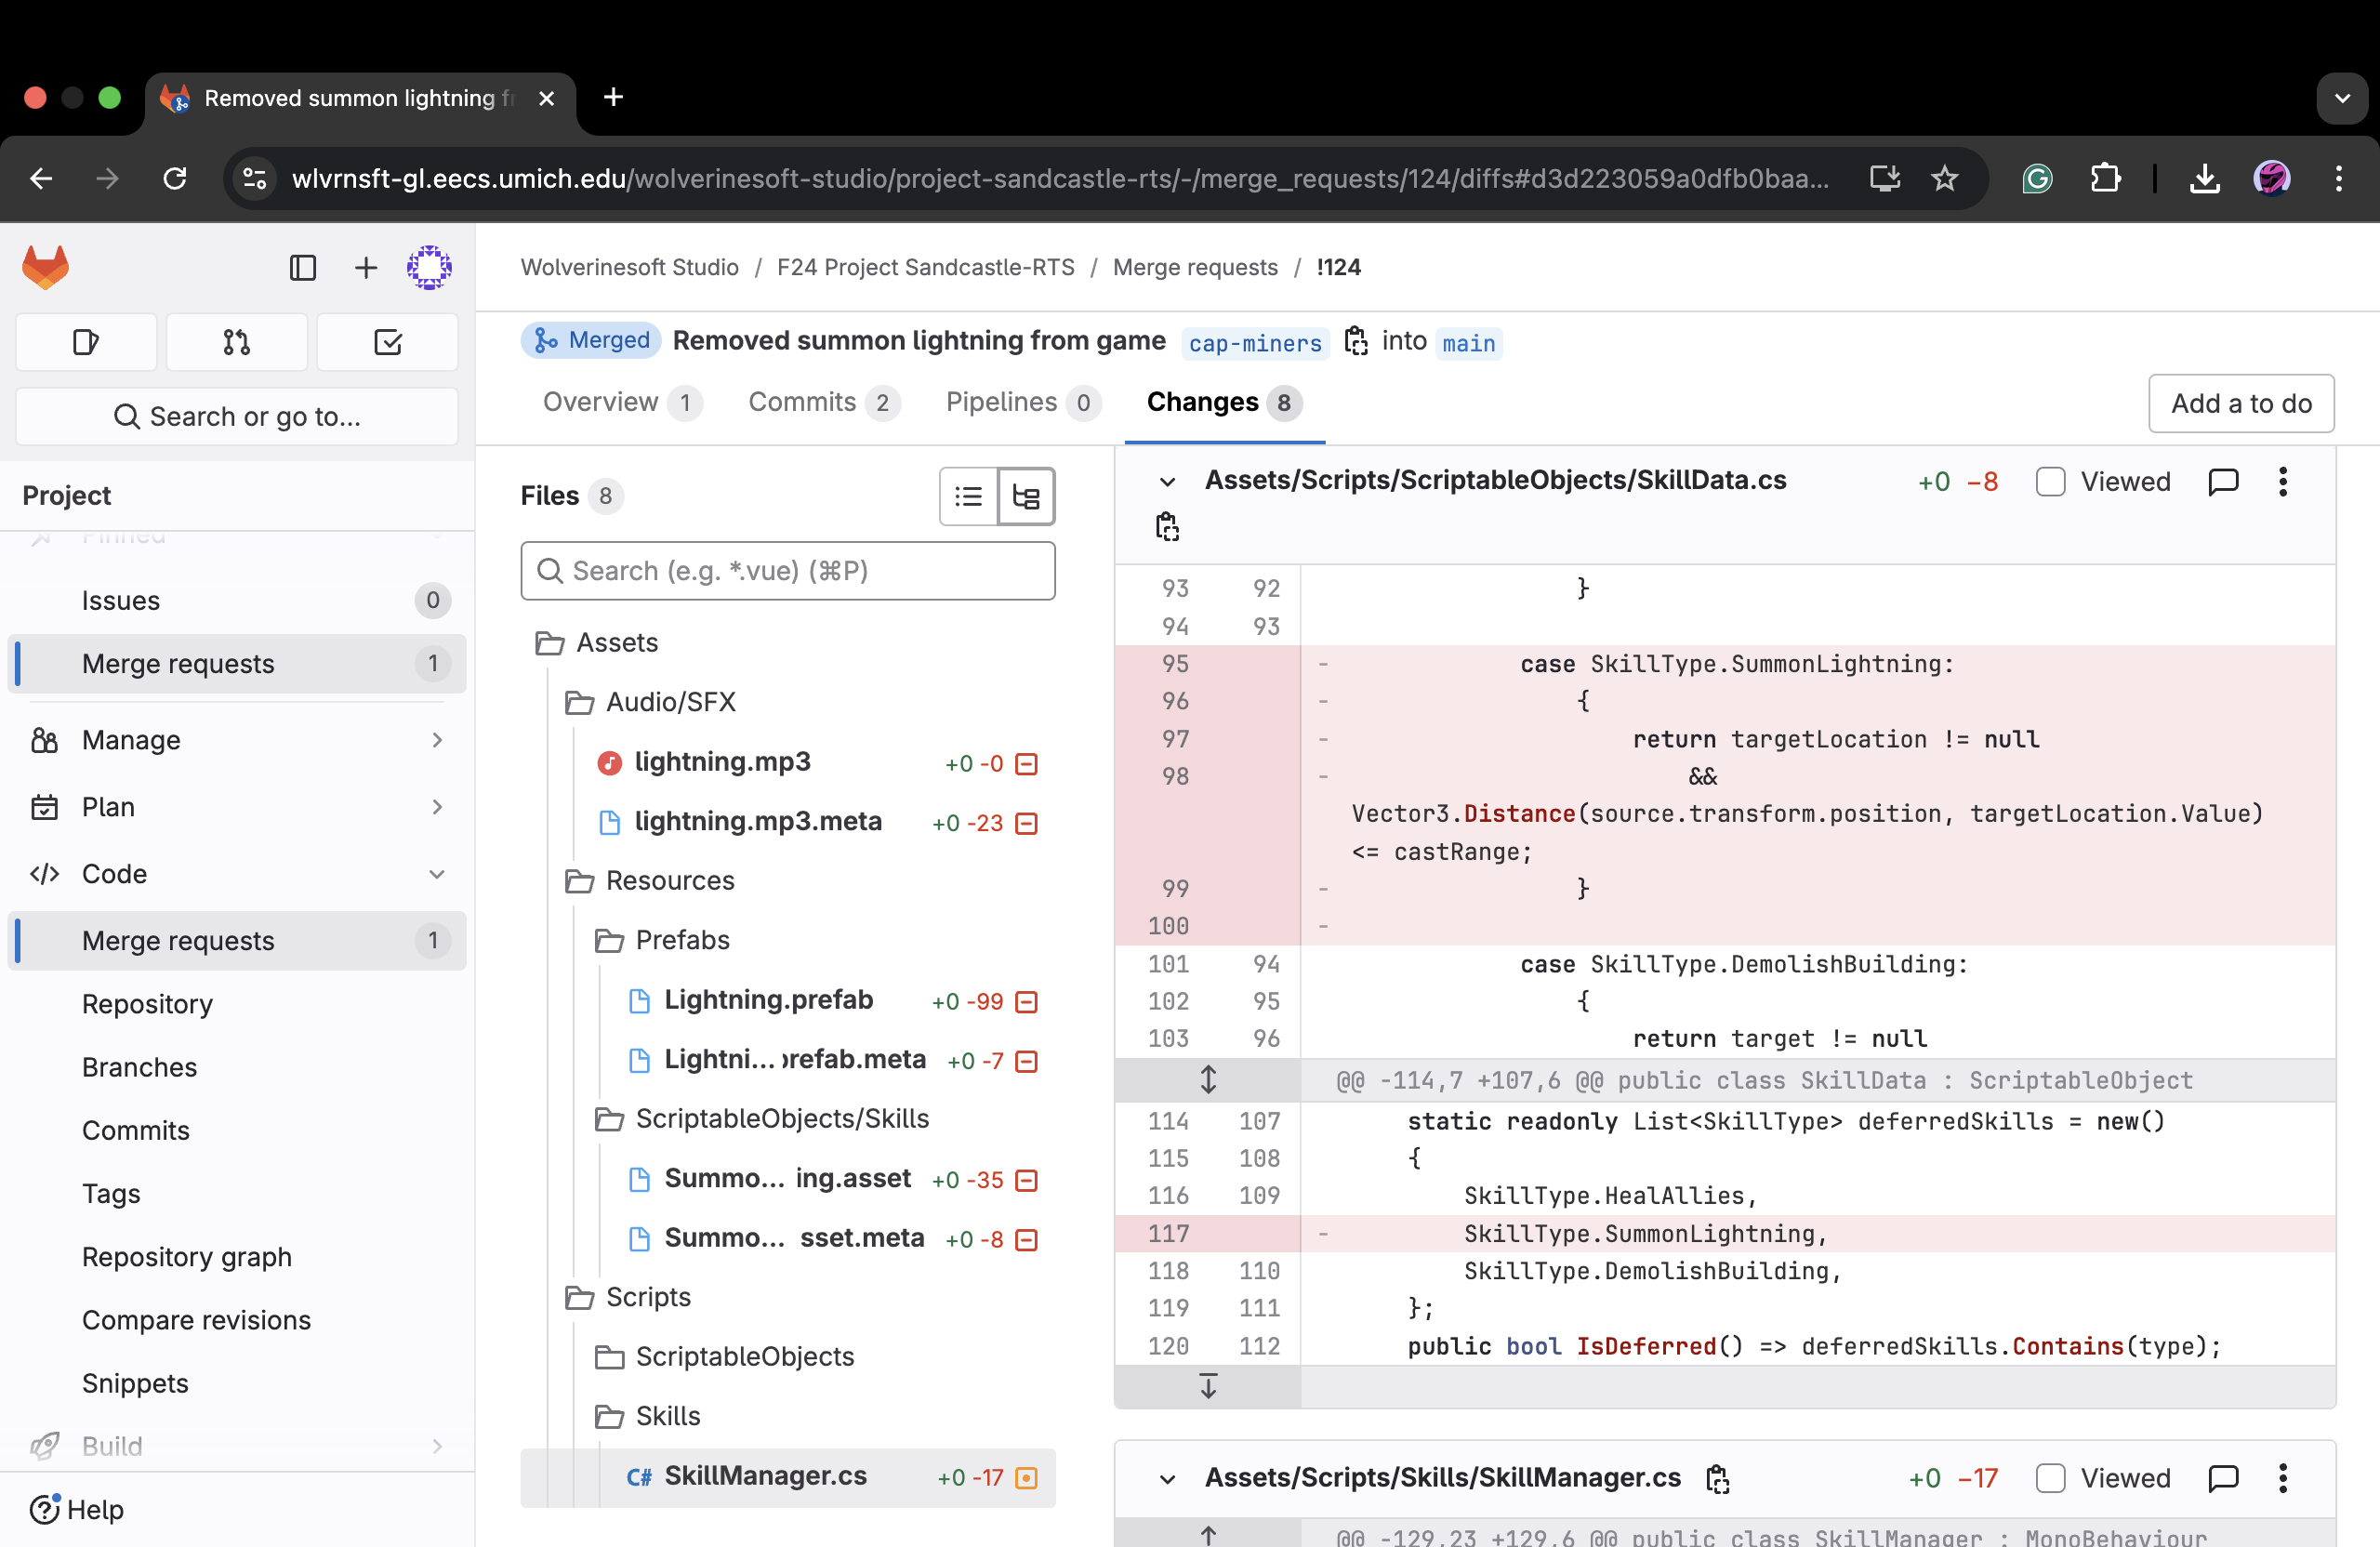 Removed summon lightning fr
wlvrnsft-gl.eecs.umich.edu/wolverinesoft-studio/project-sandcastle-rts/-/merge_requests/124/diffs#d3d223059a0dfb0baa...
Search or go to...
Project
Pinned
Issues 0
Merge requests 1
Manage
Plan
Code
Merge requests 1
Repository
Branches
Commits
Tags
Repository graph
Compare revisions
Snippets
Build
Help
Wolverinesoft Studio / F24 Project Sandcastle-RTS / Merge requests / !124
Merged Removed summon lightning from game cap-miners into main
Overview 1 Commits 2 Pipelines 0 Changes 8
Add a to do
Files 8
Search (e.g. *.vue) (⌘P)
Assets
Audio/SFX
lightning.mp3 +0 -0
lightning.mp3.meta +0 -23
Resources
Prefabs
Lightning.prefab +0 -99
Lightni... prefab.meta +0 -7
ScriptableObjects/Skills
Summo... ing.asset +0 -35
Summo... sset.meta +0 -8
Scripts
ScriptableObjects
Skills
C# SkillManager.cs +0 -17
Assets/Scripts/ScriptableObjects/SkillData.cs +0 −8 Viewed
93 92 }
94 93
95 - case SkillType.SummonLightning:
96 - {
97 - return targetLocation != null
98 - &&
Vector3.Distance(source.transform.position, targetLocation.Value)
<= castRange;
99 - }
100 -
101 94 case SkillType.DemolishBuilding:
102 95 {
103 96 return target != null
@@ -114,7 +107,6 @@ public class SkillData : ScriptableObject
114 107 static readonly List<SkillType> deferredSkills = new()
115 108 {
116 109 SkillType.HealAllies,
117 - SkillType.SummonLightning,
118 110 SkillType.DemolishBuilding,
119 111 };
120 112 public bool IsDeferred() => deferredSkills.Contains(type);
Assets/Scripts/Skills/SkillManager.cs +0 −17 Viewed
@@ -129,23 +129,6 @@ public class SkillManager : MonoBehaviour